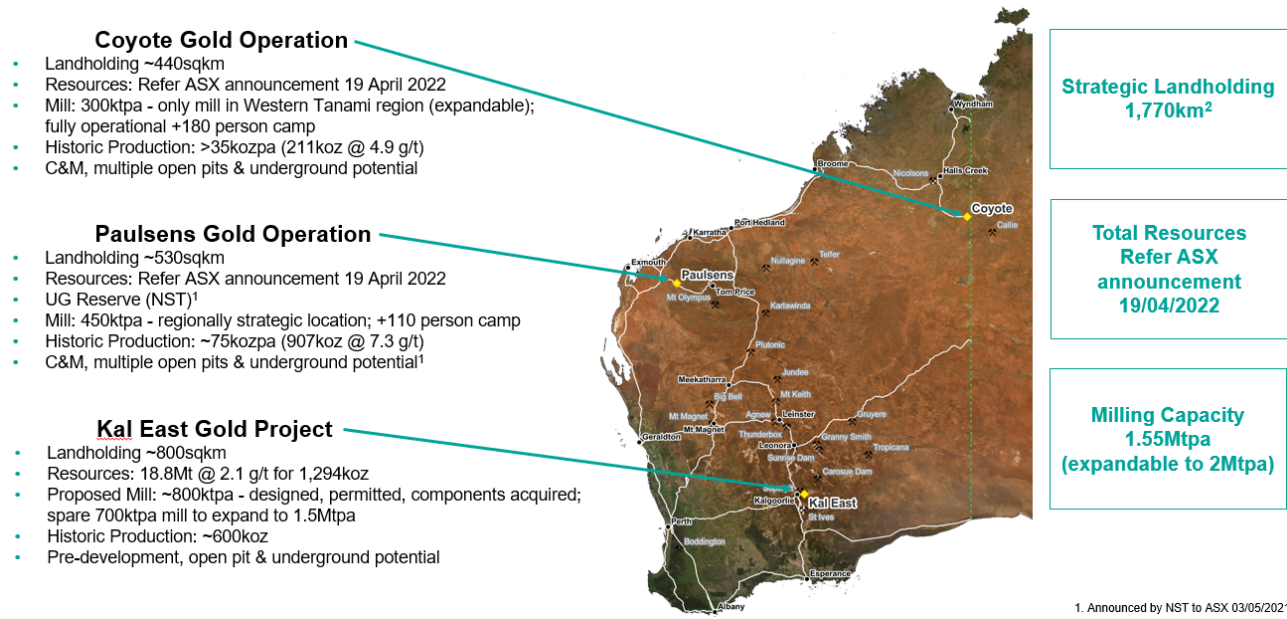 Coyote Gold Operation
• Landholding ~440sqkm
• Resources: Refer ASX announcement 19 April 2022
• Mill: 300ktpa - only mill in Western Tanami region (expandable);
fully operational +180 person camp
• Historic Production: >35kozpa (211koz @ 4.9 g/t)
• C&M, multiple open pits & underground potential
Paulsens Gold Operation
• Landholding ~530sqkm
• Resources: Refer ASX announcement 19 April 2022
• UG Reserve (NST)¹
• Mill: 450ktpa - regionally strategic location; +110 person camp
• Historic Production: ~75kozpa (907koz @ 7.3 g/t)
• C&M, multiple open pits & underground potential¹
Kal East Gold Project
• Landholding ~800sqkm
• Resources: 18.8Mt @ 2.1 g/t for 1,294koz
• Proposed Mill: ~800ktpa - designed, permitted, components acquired;
spare 700ktpa mill to expand to 1.5Mtpa
• Historic Production: ~600koz
• Pre-development, open pit & underground potential
Wyndham
Broome
Nicolsons
Halls Creek
Coyote
Callie
Port Hedland
Karratha
Exmouth
Paulsens
Nullagine
Telfer
Mt Olympus
Tom Price
Karlawinda
Plutonic
Meekatharra
Jundee
Big Bell
Mt Keith
Mt Magnet
Agnew
Leinster
Gruyere
Mt Magnet
Geraldton
Thunderbox
Granny Smith
Leonora
Tropicana
Sunrise Dam
Carosue Dam
Kalgoorlie
Kal East
St Ives
Perth
Boddington
Esperance
Albany
Strategic Landholding
1,770km²
Total Resources
Refer ASX
announcement
19/04/2022
Milling Capacity
1.55Mtpa
(expandable to 2Mtpa)
1. Announced by NST to ASX 03/05/2021